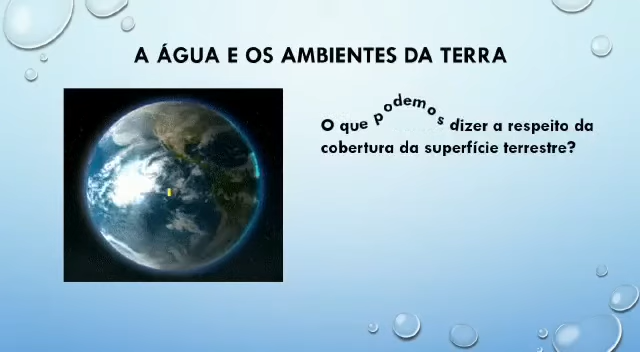 A ÁGUA E OS AMBIENTES DA TERRA
O que podemos dizer a respeito da
cobertura da superfície terrestre?